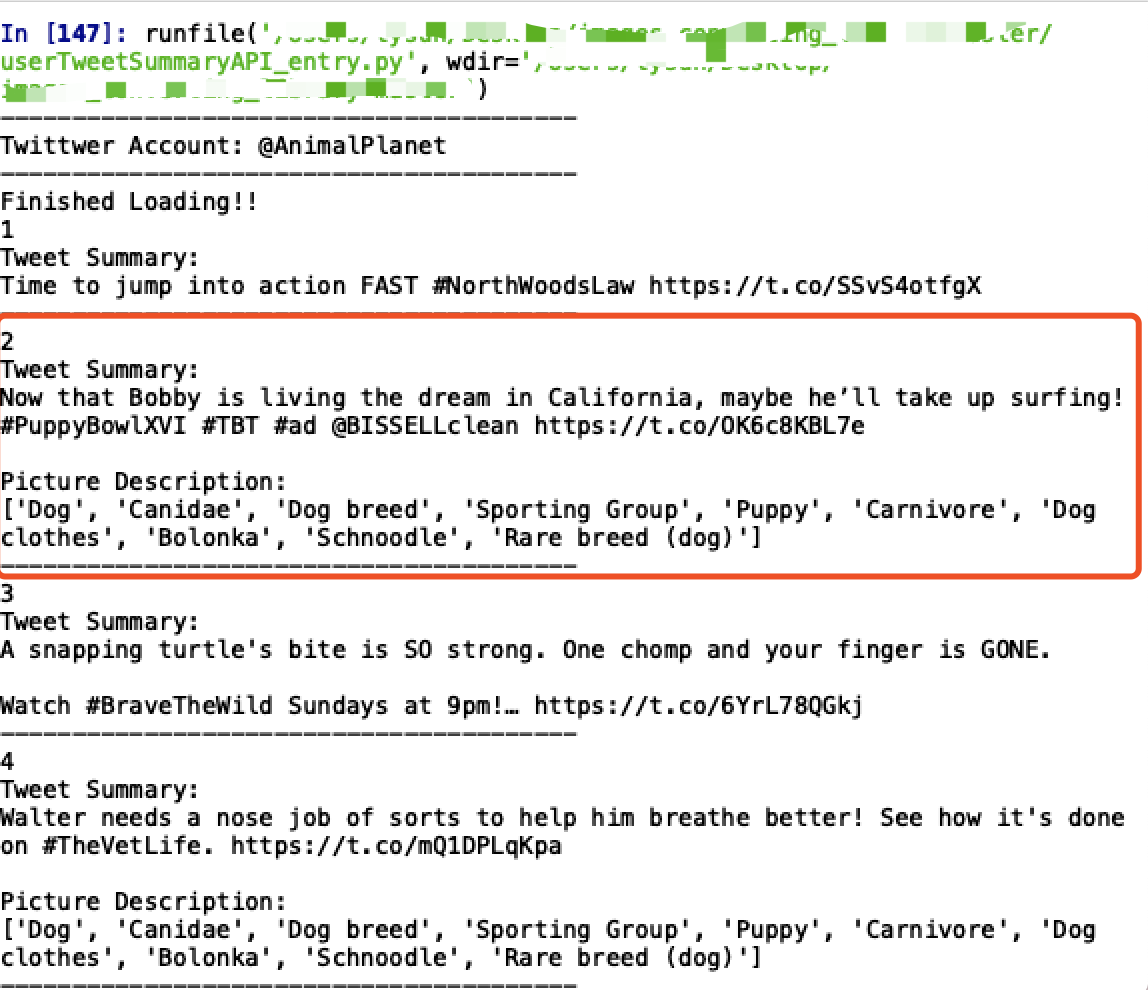 In [147]: runfile('/
userTweetSummaryAPI_entry.py', wdir='/
')
----------------------------------------
Twittwer Account: @AnimalPlanet
----------------------------------------
Finished Loading!!
1
Tweet Summary:
Time to jump into action FAST #NorthWoodsLaw https://t.co/SSvS4otfgX
----------------------------------------
2
Tweet Summary:
Now that Bobby is living the dream in California, maybe he’ll take up surfing!
#PuppyBowlXVI #TBT #ad @BISSELLclean https://t.co/OK6c8KBL7e
Picture Description:
['Dog', 'Canidae', 'Dog breed', 'Sporting Group', 'Puppy', 'Carnivore', 'Dog
clothes', 'Bolonka', 'Schnoodle', 'Rare breed (dog)']
----------------------------------------
3
Tweet Summary:
A snapping turtle's bite is SO strong. One chomp and your finger is GONE.
Watch #BraveTheWild Sundays at 9pm!… https://t.co/6YrL78QGkj
----------------------------------------
4
Tweet Summary:
Walter needs a nose job of sorts to help him breathe better! See how it's done
on #TheVetLife. https://t.co/mQ1DPLqKpa
Picture Description:
['Dog', 'Canidae', 'Dog breed', 'Sporting Group', 'Puppy', 'Carnivore', 'Dog
clothes', 'Bolonka', 'Schnoodle', 'Rare breed (dog)']
----------------------------------------